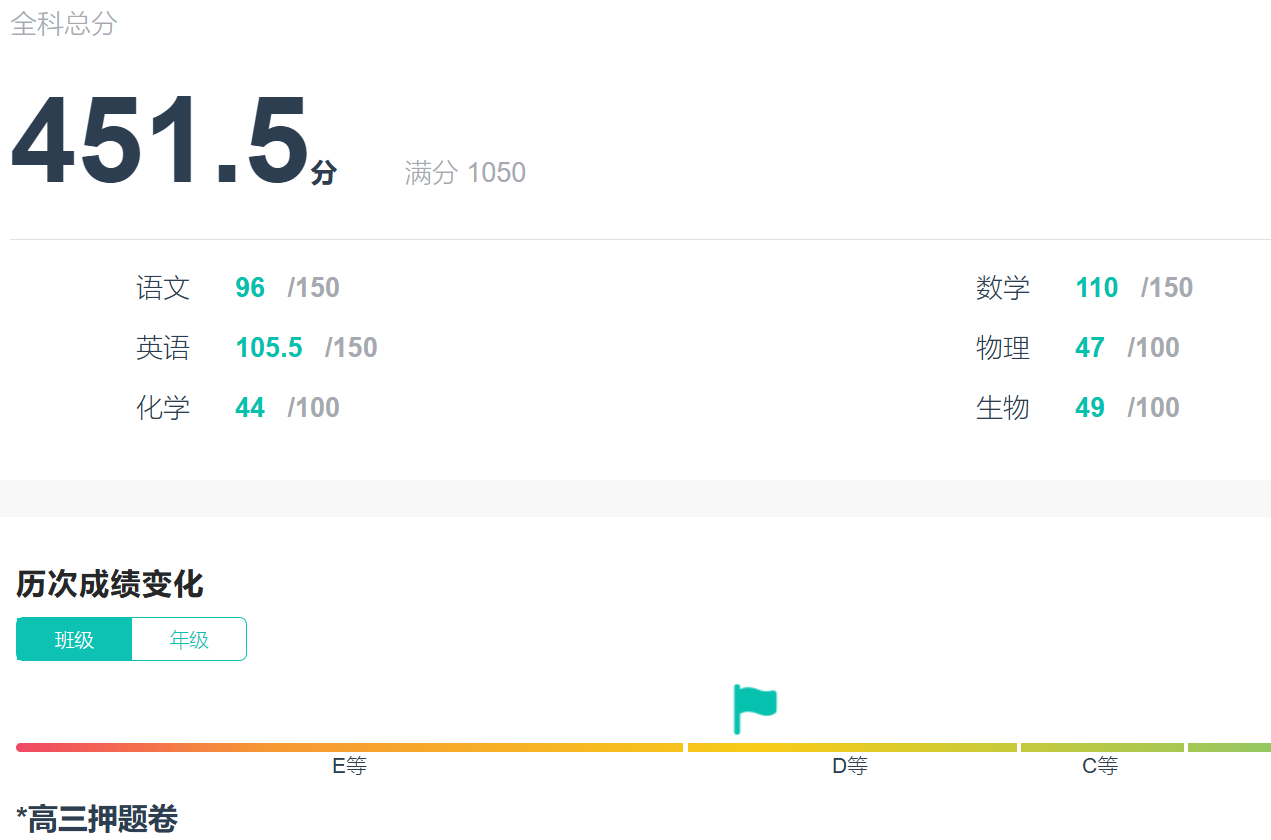 全科总分
451.5分 满分 1050
语文 96 /150 数学 110 /150
英语 105.5 /150 物理 47 /100
化学 44 /100 生物 49 /100
历次成绩变化
班级 年级
E等 D等 C等
*高三押题卷